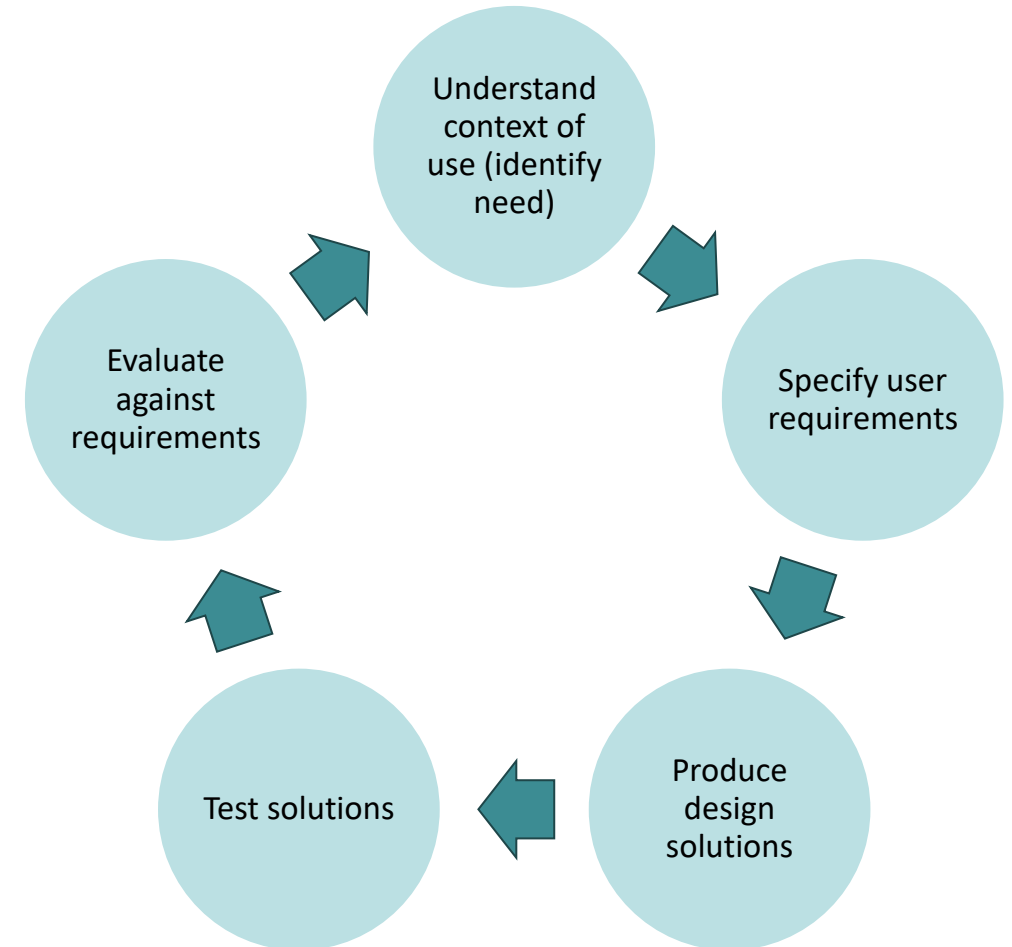 Understand
context of
use (identify
need)
Specify user
requirements
Produce
design
solutions
Test solutions
Evaluate
against
requirements